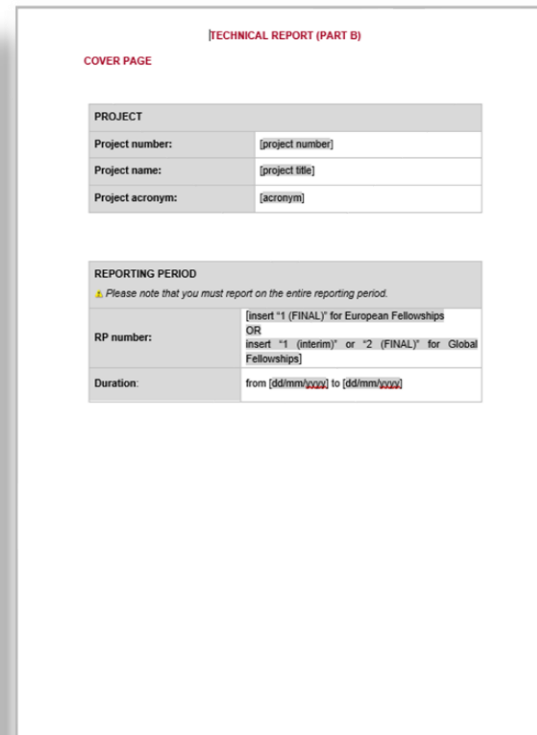 TECHNICAL REPORT (PART B)
COVER PAGE
PROJECT
Project number: [project number]
Project name: [project title]
Project acronym: [acronym]
REPORTING PERIOD
⚠ Please note that you must report on the entire reporting period.
RP number: [insert “1 (FINAL)” for European Fellowships
OR
insert “1 (interim)” or “2 (FINAL)” for Global
Fellowships]
Duration: from [dd/mm/yyyy] to [dd/mm/yyyy]